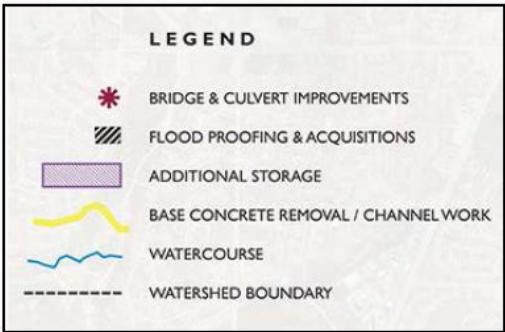 LEGEND
BRIDGE & CULVERT IMPROVEMENTS
FLOOD PROOFING & ACQUISITIONS
ADDITIONAL STORAGE
BASE CONCRETE REMOVAL / CHANNEL WORK
WATERCOURSE
WATERSHED BOUNDARY